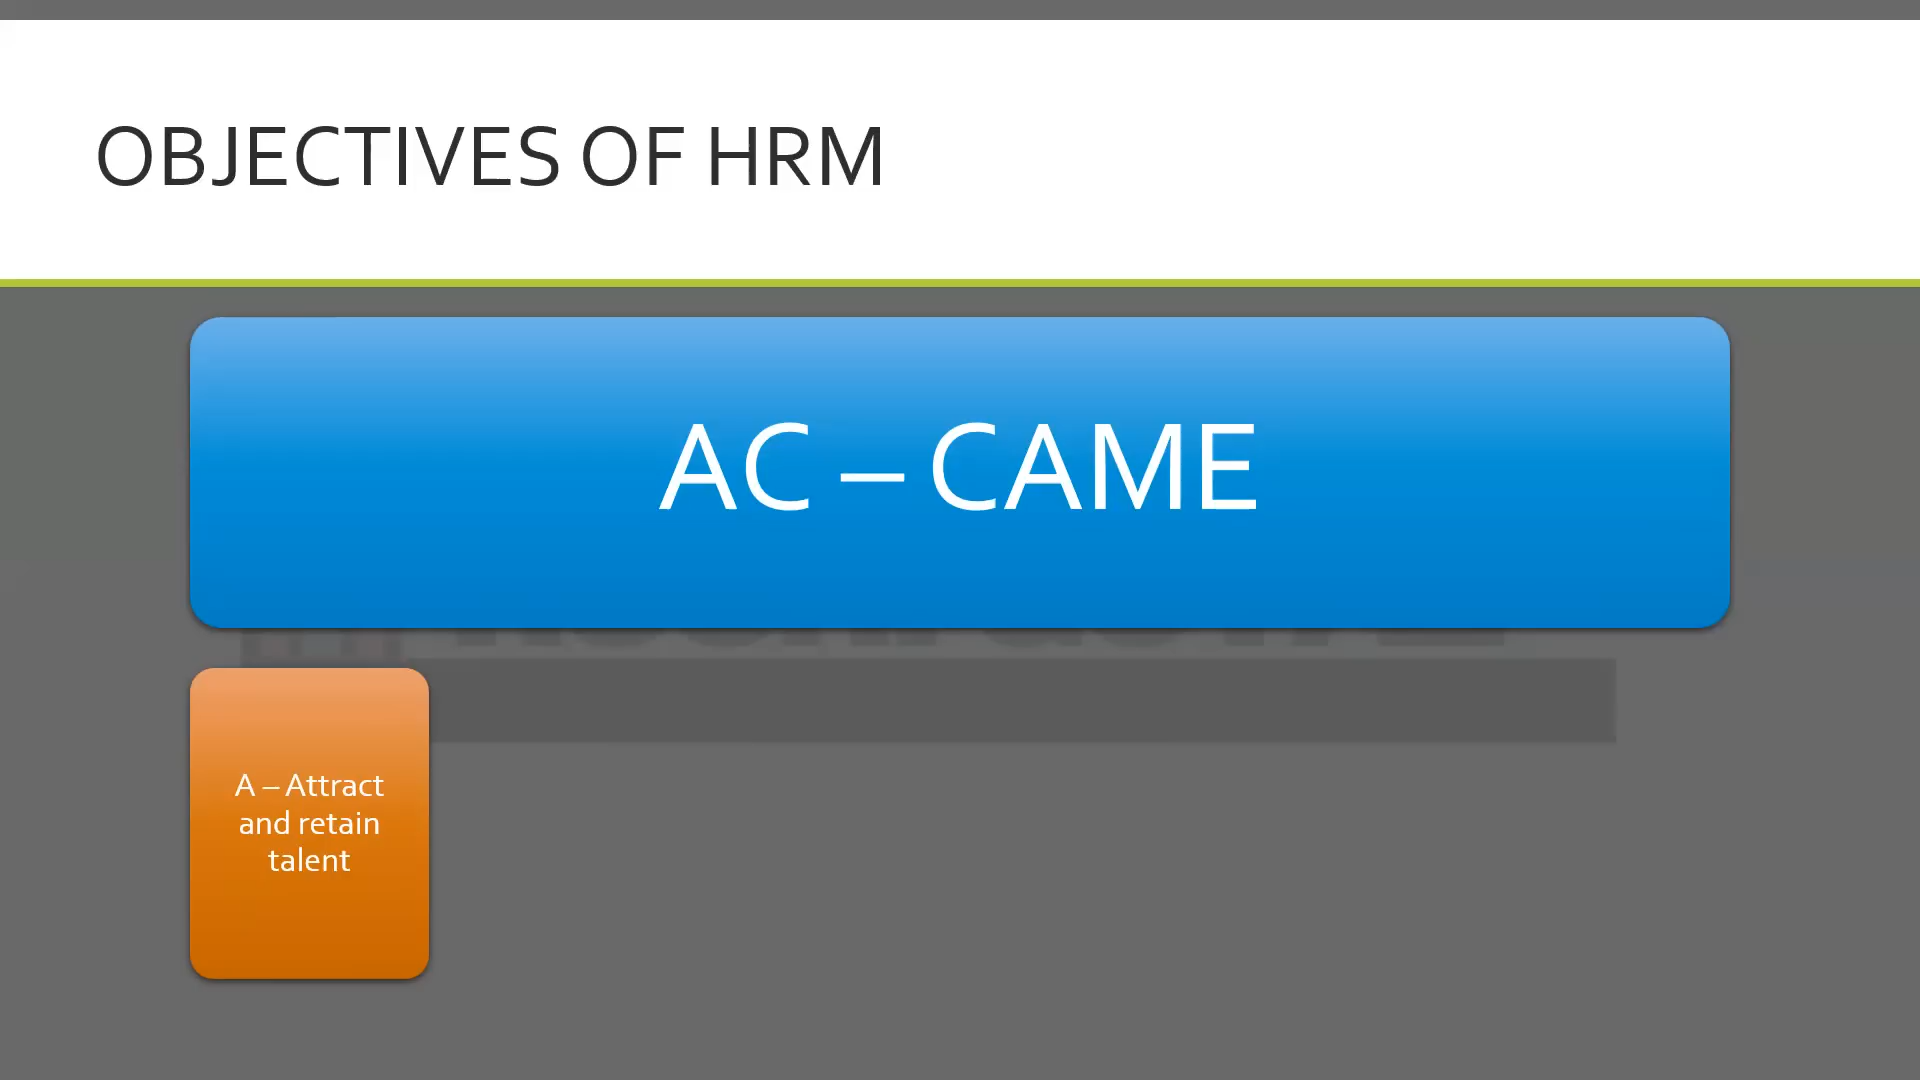 OBJECTIVES OF HRM
AC – CAME
A – Attract
and retain
talent